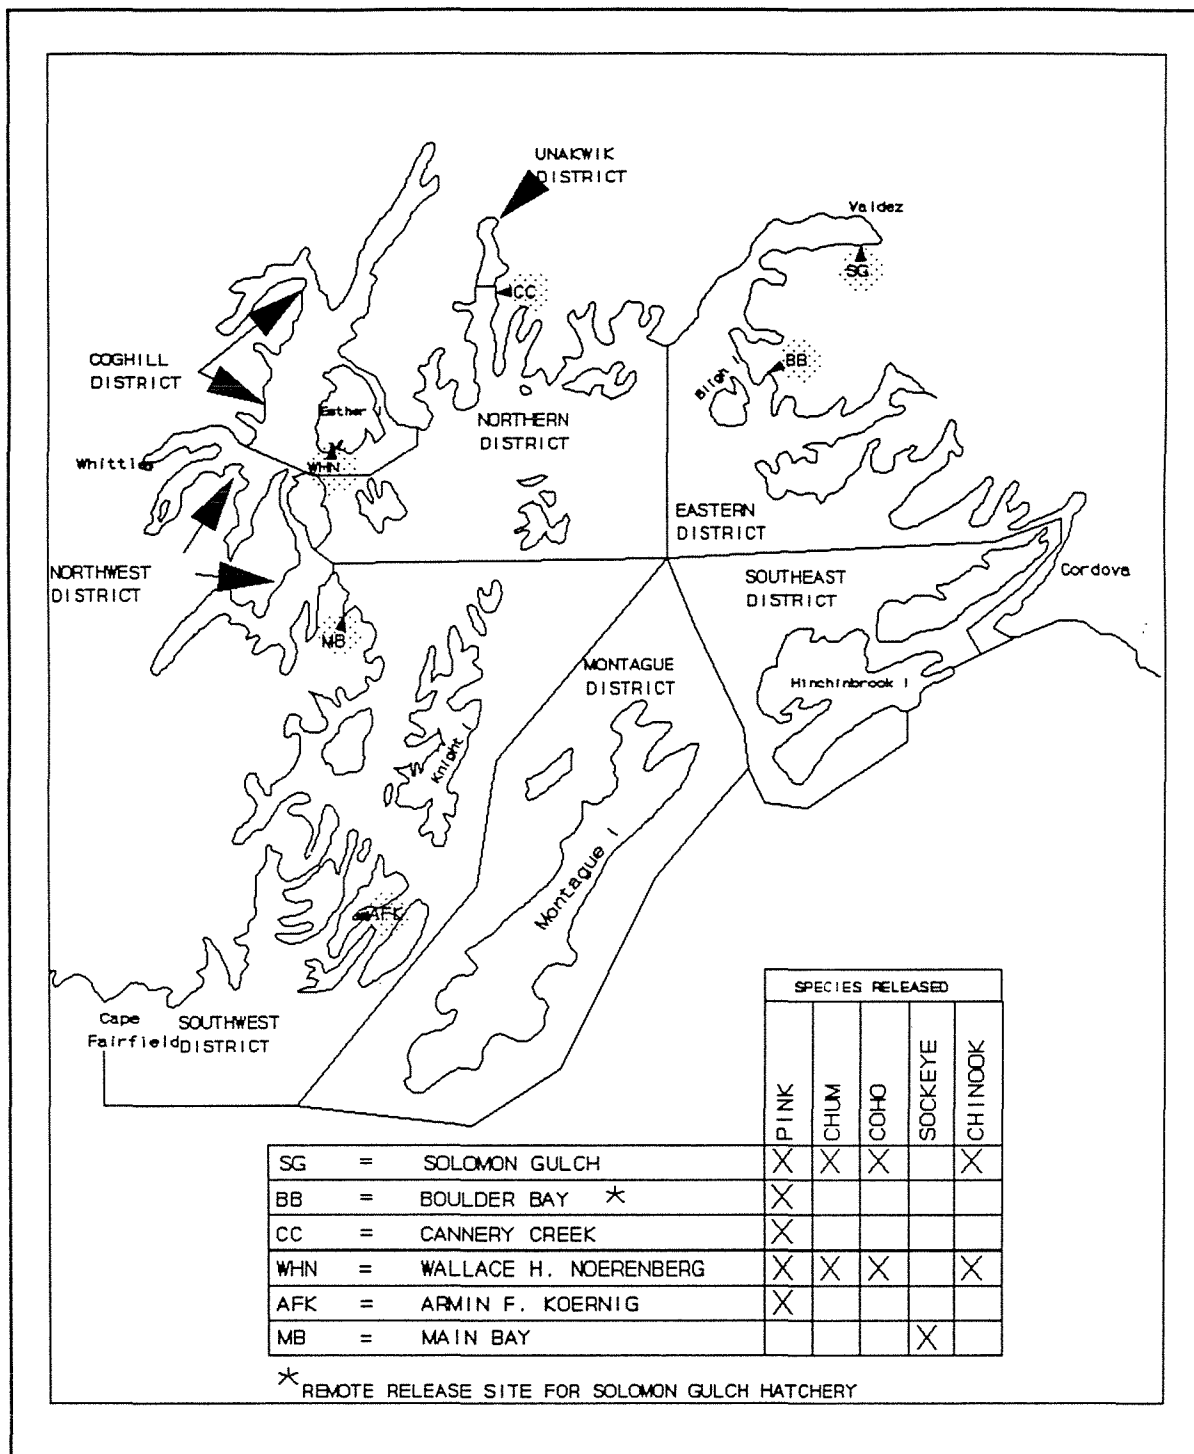 UNAKWIK
DISTRICT
Valdez
SG
CC
COGHILL
DISTRICT
BB
Bligh I
Esther I
NORTHERN
DISTRICT
Whittier
WHN
EASTERN
DISTRICT
NORTHWEST
DISTRICT
SOUTHEAST
DISTRICT
Cordova
MB
MONTAGUE
DISTRICT
Hinchinbrook I
Knight I
Montague I
AFK
Cape
Fairfield
SOUTHWEST
DISTRICT
SPECIES RELEASED
PINK
CHUM
COHO
SOCKEYE
CHINOOK
SG = SOLOMON GULCH X X X X
BB = BOULDER BAY * X
CC = CANNERY CREEK X
WHN = WALLACE H. NOERENBERG X X X X
AFK = ARMIN F. KOERNIG X
MB = MAIN BAY X
*REMOTE RELEASE SITE FOR SOLOMON GULCH HATCHERY